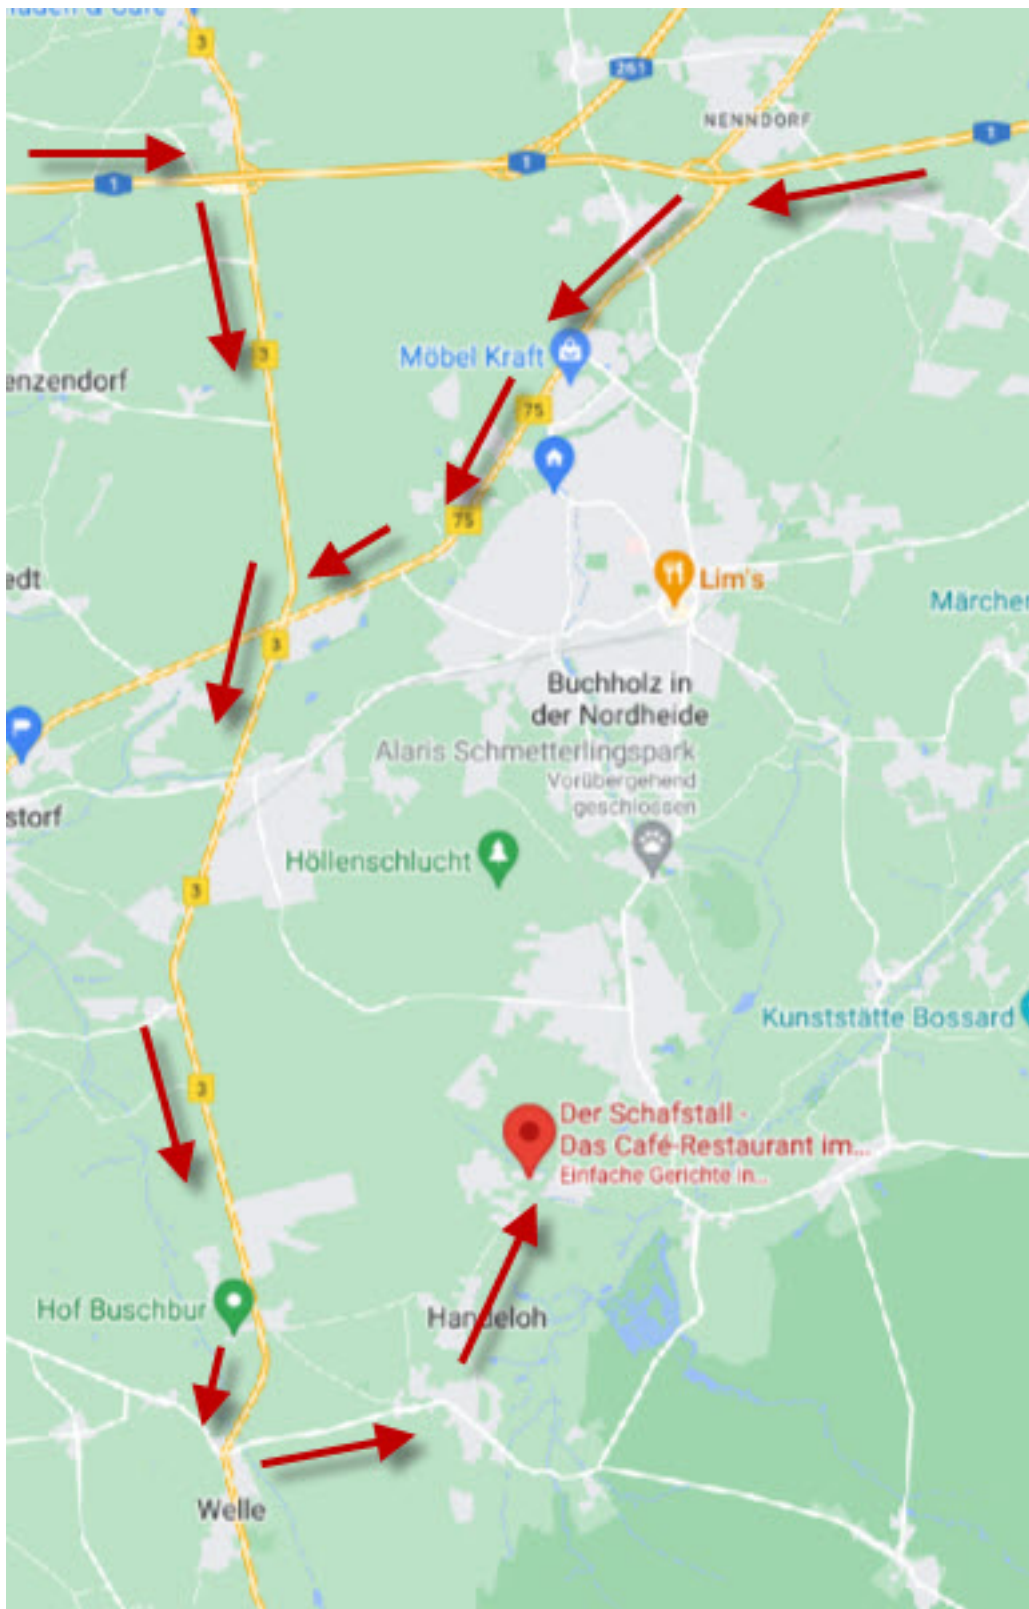 3
261
NENNDORF
1
1
1
3
Möbel Kraft
enzendorf
75
75
edt
Lim's
Märchen
3
Buchholz in
der Nordheide
Alaris Schmetterlingspark
Vorübergehend
geschlossen
storf
Höllenschlucht
3
Kunststätte Bossard
3
Der Schafstall -
Das Café-Restaurant im...
Einfache Gerichte in...
Hof Buschbur
Handeloh
Welle